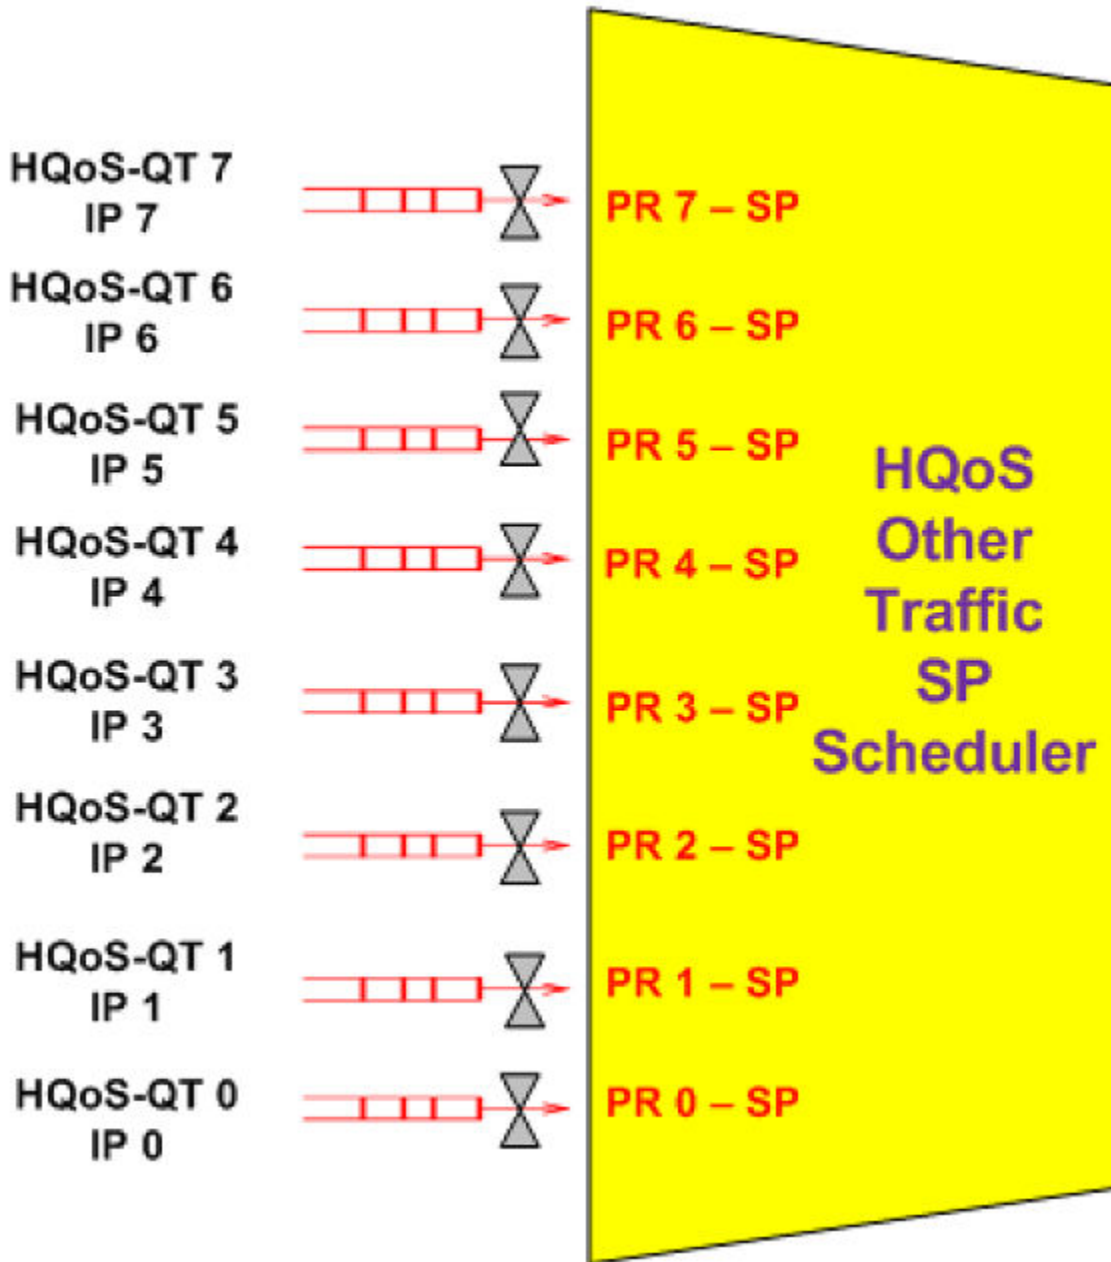 HQoS-QT 7
IP 7
PR 7 – SP
HQoS-QT 6
IP 6
PR 6 – SP
HQoS-QT 5
IP 5
PR 5 – SP
HQoS-QT 4
IP 4
PR 4 – SP
HQoS-QT 3
IP 3
PR 3 – SP
HQoS-QT 2
IP 2
PR 2 – SP
HQoS-QT 1
IP 1
PR 1 – SP
HQoS-QT 0
IP 0
PR 0 – SP
HQoS
Other
Traffic
SP
Scheduler